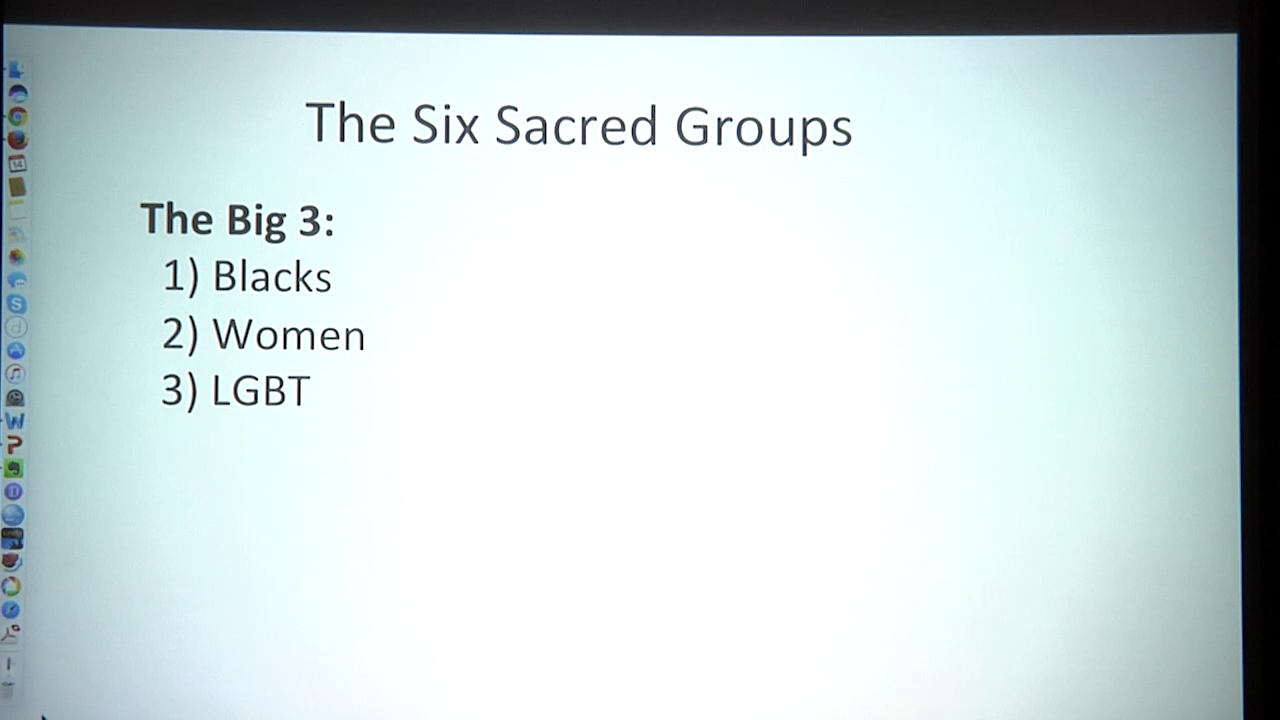 The Six Sacred Groups
The Big 3:
1) Blacks
2) Women
3) LGBT